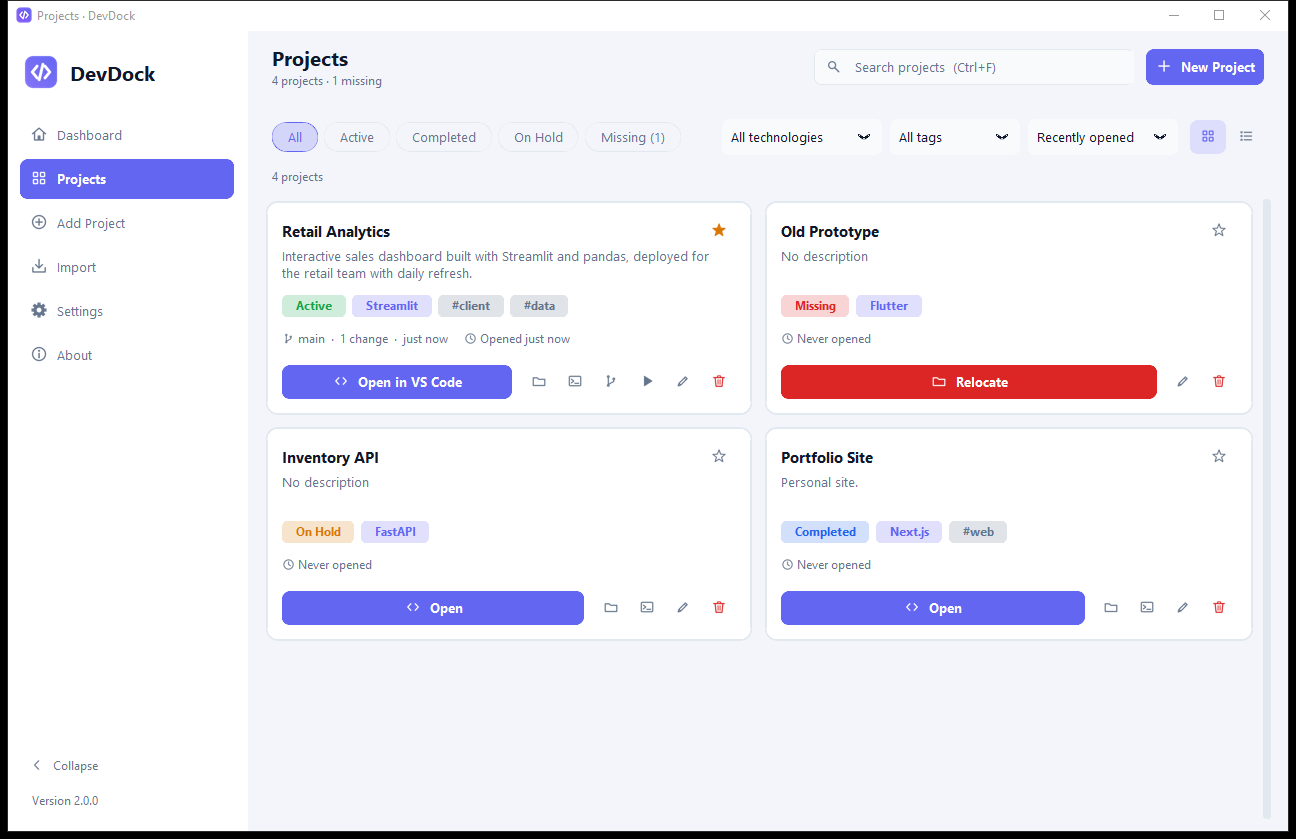 Projects · DevDock
DevDock
Dashboard
Projects
Add Project
Import
Settings
About
Collapse
Version 2.0.0
Projects
4 projects · 1 missing
Search projects (Ctrl+F)
New Project
All
Active
Completed
On Hold
Missing (1)
All technologies
All tags
Recently opened
4 projects
Retail Analytics
Interactive sales dashboard built with Streamlit and pandas, deployed for
the retail team with daily refresh.
Active Streamlit #client #data
main · 1 change · just now Opened just now
Open in VS Code
Old Prototype
No description
Missing Flutter
Never opened
Relocate
Inventory API
No description
On Hold FastAPI
Never opened
Open
Portfolio Site
Personal site.
Completed Next.js #web
Never opened
Open